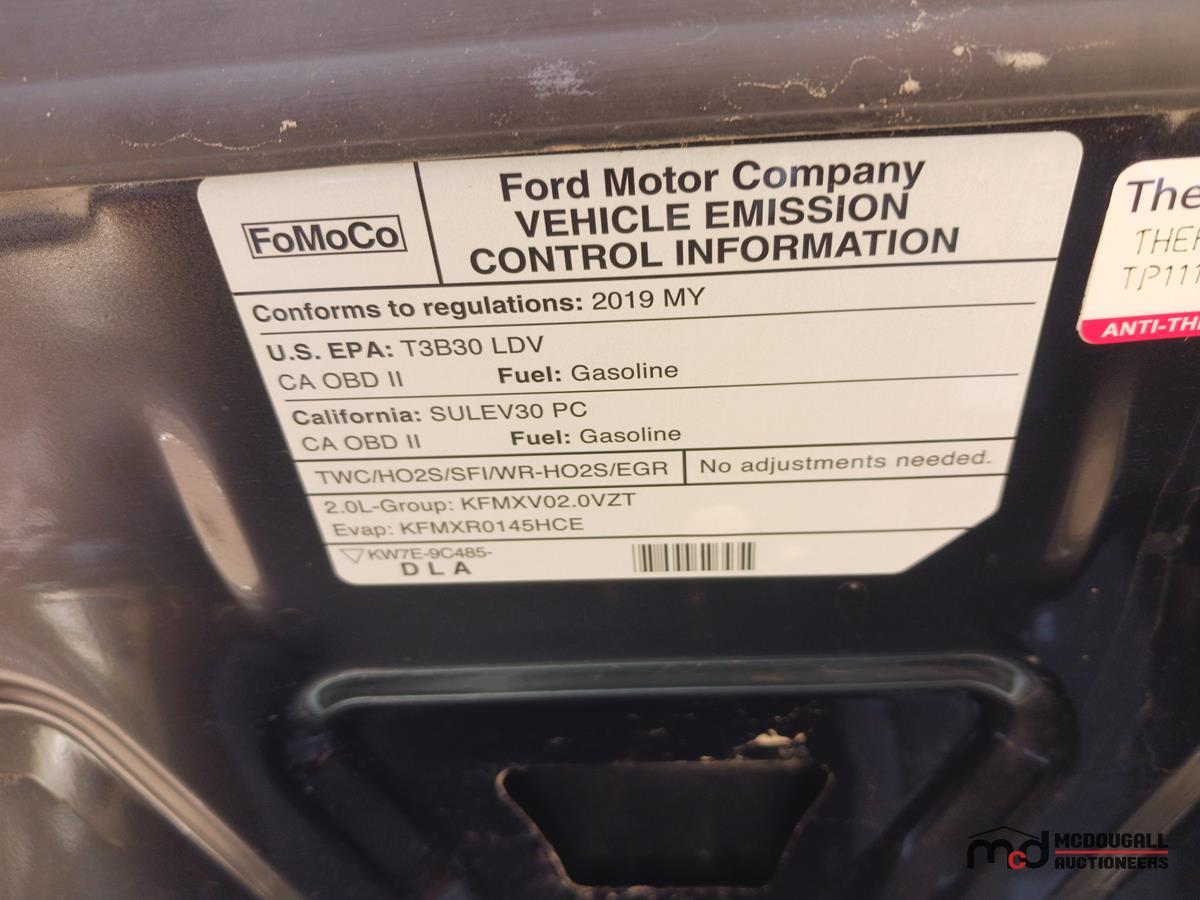 FoMoCo
Ford Motor Company
VEHICLE EMISSION
CONTROL INFORMATION
Conforms to regulations: 2019 MY
U.S. EPA: T3B30 LDV
CA OBD II Fuel: Gasoline
California: SULEV30 PC
CA OBD II Fuel: Gasoline
TWC/HO2S/SFI/WR-HO2S/EGR No adjustments needed.
2.0L-Group: KFMXV02.0VZT
Evap: KFMXR0145HCE
KW7E-9C485-
DLA
The
ANTI-TH
mcd MCDOUGALL
AUCTIONEERS